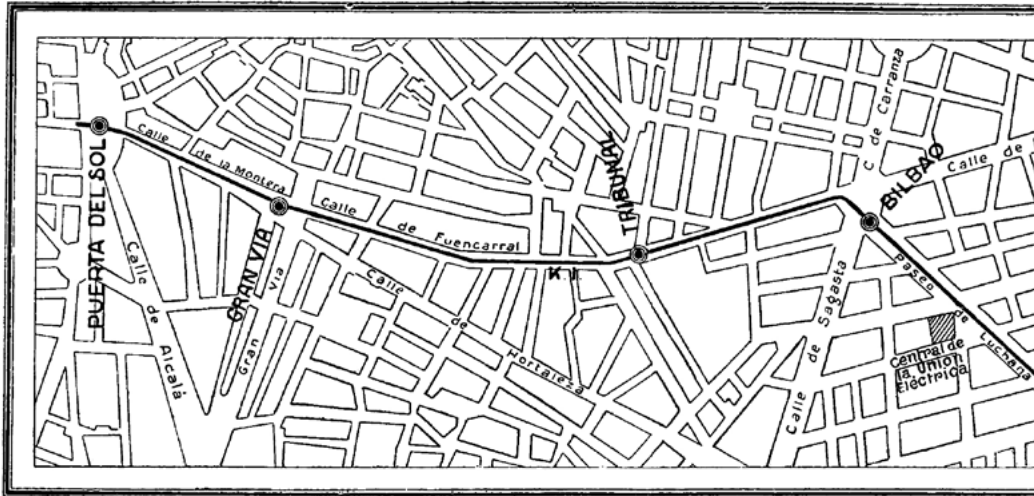 PUERTA DEL SOL
Calle
de la Montera
GRAN VIA
Calle
de Fuencarral
Gran Via
Calle
de
Alcalá
Calle
de
Hortaleza
K. 1.
TRIBUNAL
BILBAO
C de Carranza
Calle de
Calle de Sagasta
Paseo
de
Luchana
Central de
la Unión
Eléctrica